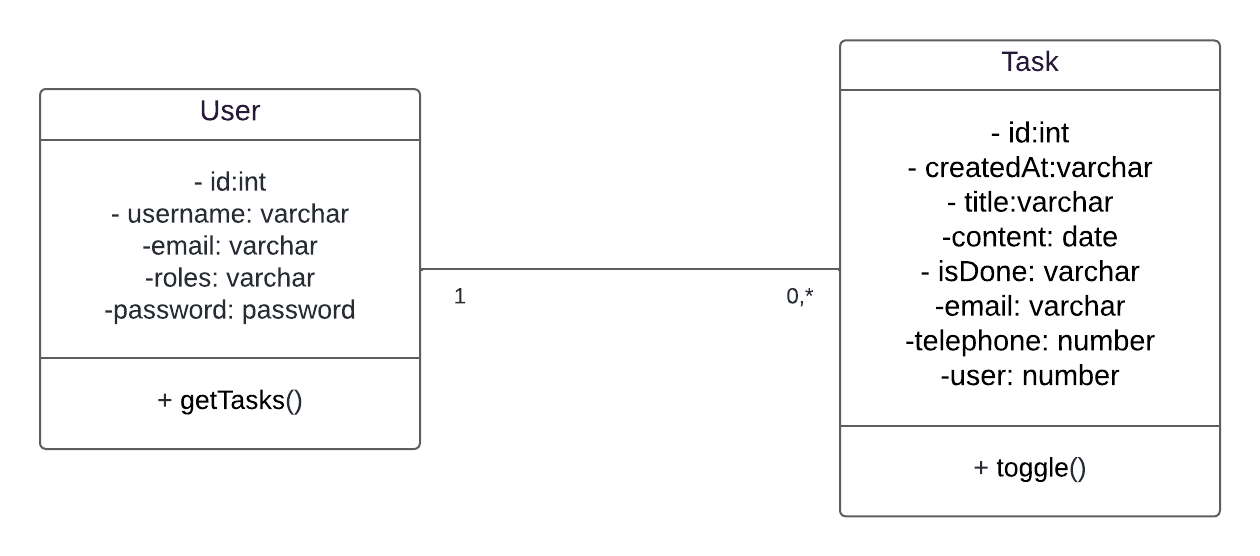 User
- id:int
- username: varchar
-email: varchar
-roles: varchar
-password: password
+ getTasks()
1
0,*
Task
- id:int
- createdAt:varchar
- title:varchar
-content: date
- isDone: varchar
-email: varchar
-telephone: number
-user: number
+ toggle()